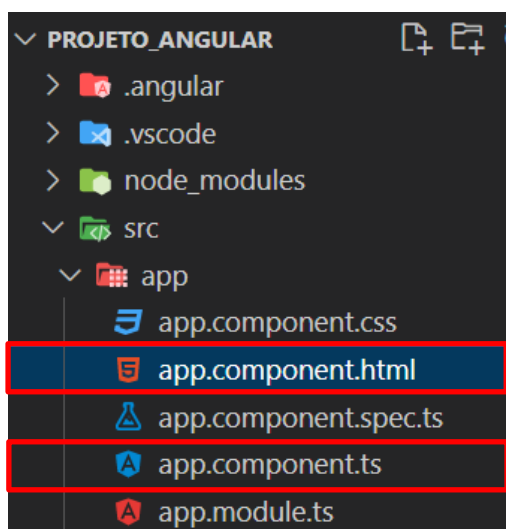 PROJETO_ANGULAR
.angular
.vscode
node_modules
src
app
app.component.css
app.component.html
app.component.spec.ts
app.component.ts
app.module.ts